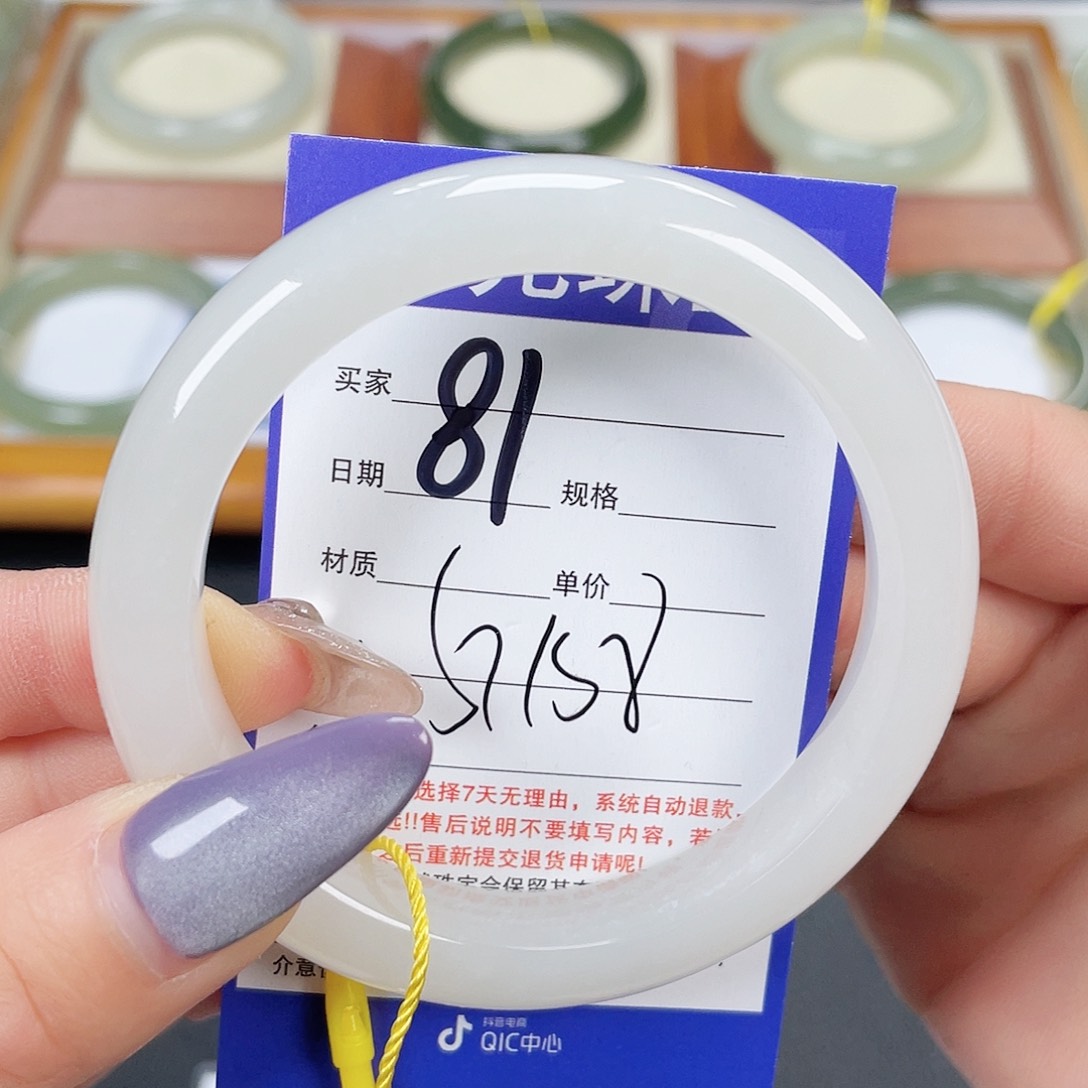 买家 81
日期 规格
材质 单价
(57/58)
选择7天无理由，系统自动退款，
!!售后说明不要填写内容，若
后重新提交退货申请呢!
介意
抖音电商
QIC中心